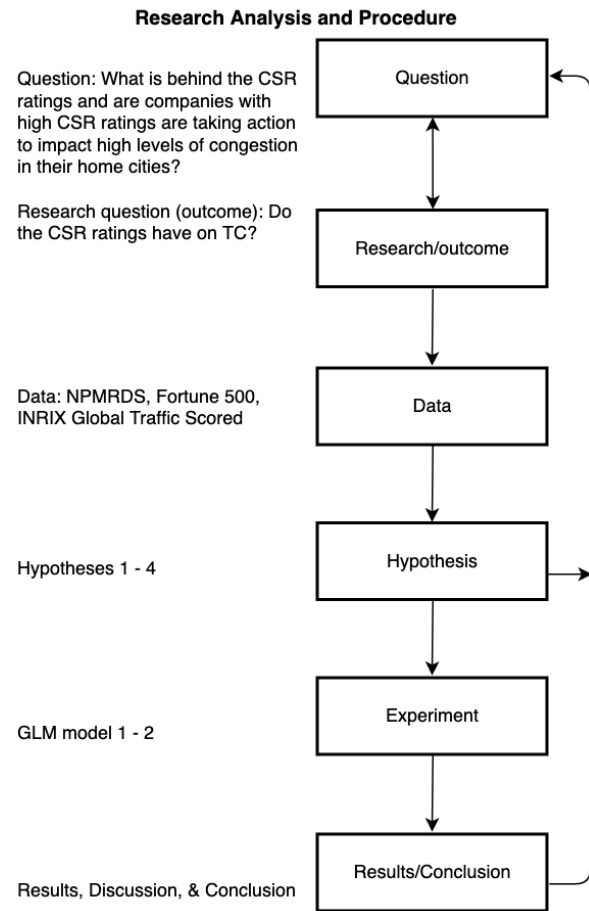 Research Analysis and Procedure
Question: What is behind the CSR
ratings and are companies with
high CSR ratings are taking action
to impact high levels of congestion
in their home cities?
Question
Research question (outcome): Do
the CSR ratings have on TC?
Research/outcome
Data: NPMRDS, Fortune 500,
INRIX Global Traffic Scored
Data
Hypotheses 1 - 4
Hypothesis
GLM model 1 - 2
Experiment
Results, Discussion, & Conclusion
Results/Conclusion